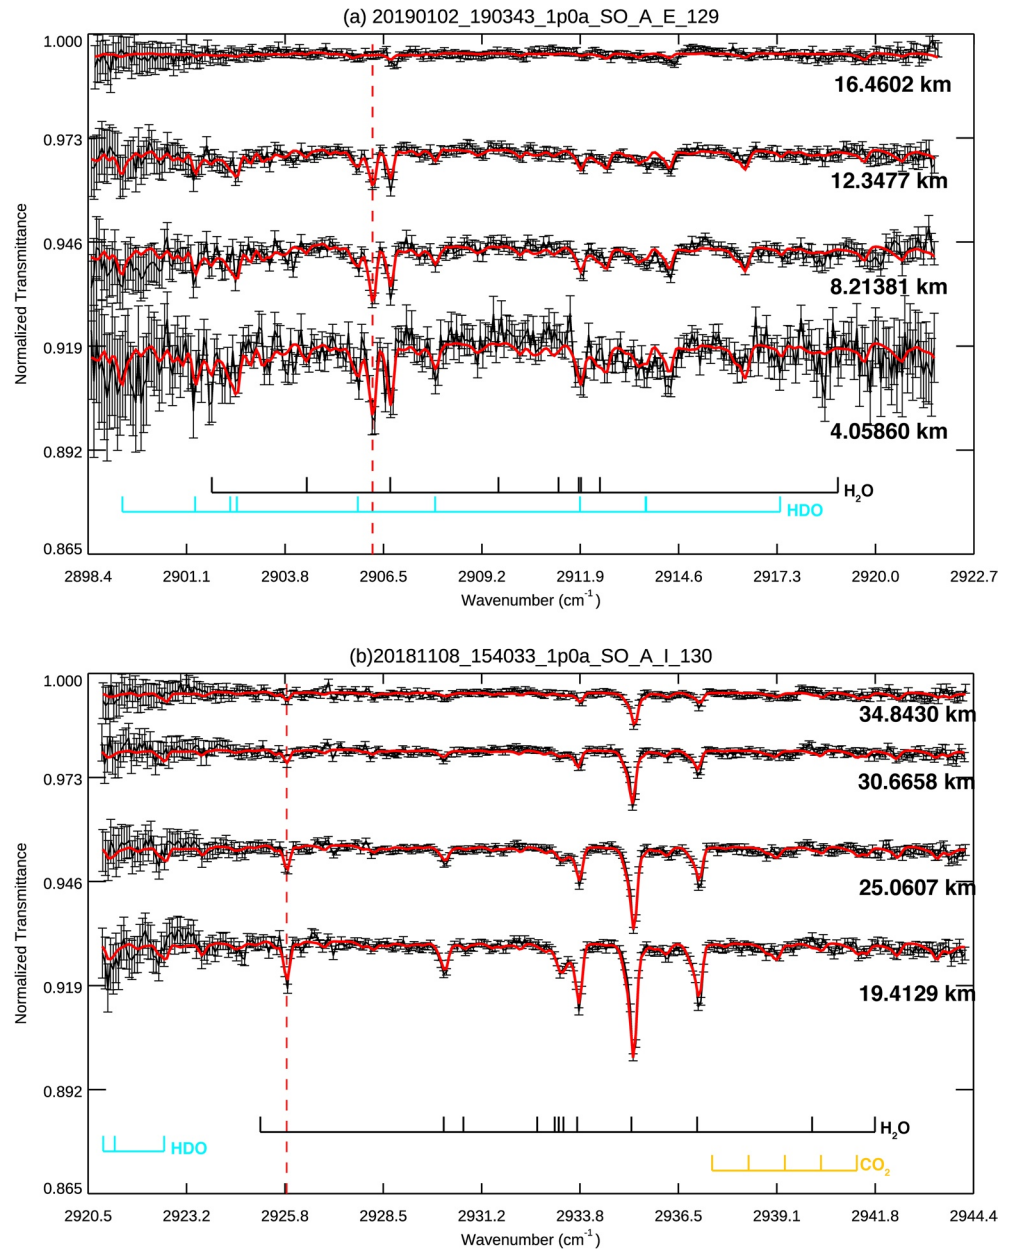 (a) 20190102_190343_1p0a_SO_A_E_129
1.000
16.4602 km
0.973
12.3477 km
0.946
8.21381 km
0.919
4.05860 km
0.892
H2O
HDO
0.865
2898.4 2901.1 2903.8 2906.5 2909.2 2911.9 2914.6 2917.3 2920.0 2922.7
Wavenumber (cm-1)
Normalized Transmittance
(b)20181108_154033_1p0a_SO_A_I_130
1.000
34.8430 km
0.973
30.6658 km
0.946
25.0607 km
0.919
19.4129 km
0.892
H2O
HDO
CO2
0.865
2920.5 2923.2 2925.8 2928.5 2931.2 2933.8 2936.5 2939.1 2941.8 2944.4
Wavenumber (cm-1)
Normalized Transmittance